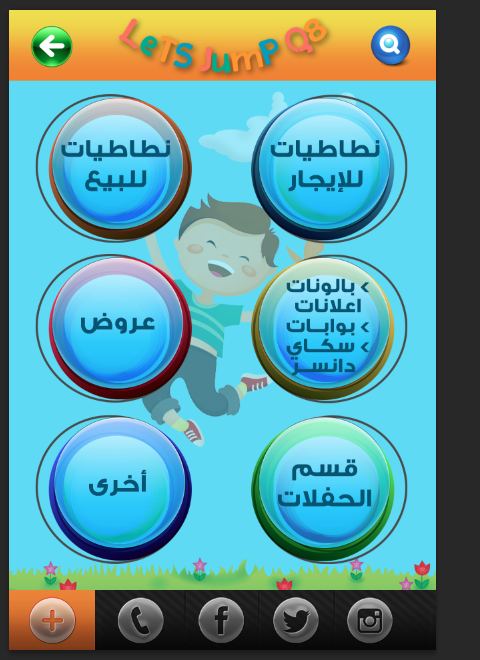 LeTS JumP Q8
نطاطيات
للإيجار
نطاطيات
للبيع
> بالونات
اعلانات
> بوابات
> سكاي
دانسر
عروض
قسم
الحفلات
أخرى